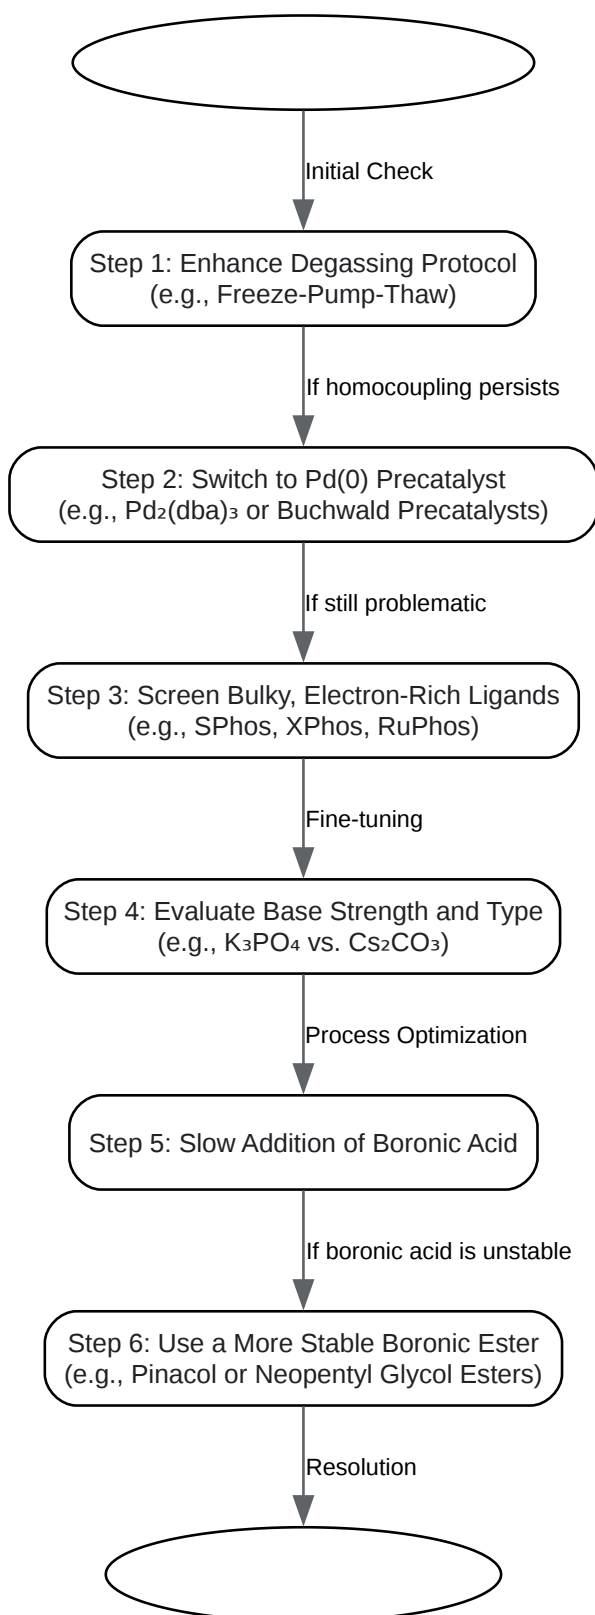 Initial Check
Step 1: Enhance Degassing Protocol
(e.g., Freeze-Pump-Thaw)
If homocoupling persists
Step 2: Switch to Pd(0) Precatalyst
(e.g., Pd₂(dba)₃ or Buchwald Precatalysts)
If still problematic
Step 3: Screen Bulky, Electron-Rich Ligands
(e.g., SPhos, XPhos, RuPhos)
Fine-tuning
Step 4: Evaluate Base Strength and Type
(e.g., K₃PO₄ vs. Cs₂CO₃)
Process Optimization
Step 5: Slow Addition of Boronic Acid
If boronic acid is unstable
Step 6: Use a More Stable Boronic Ester
(e.g., Pinacol or Neopentyl Glycol Esters)
Resolution